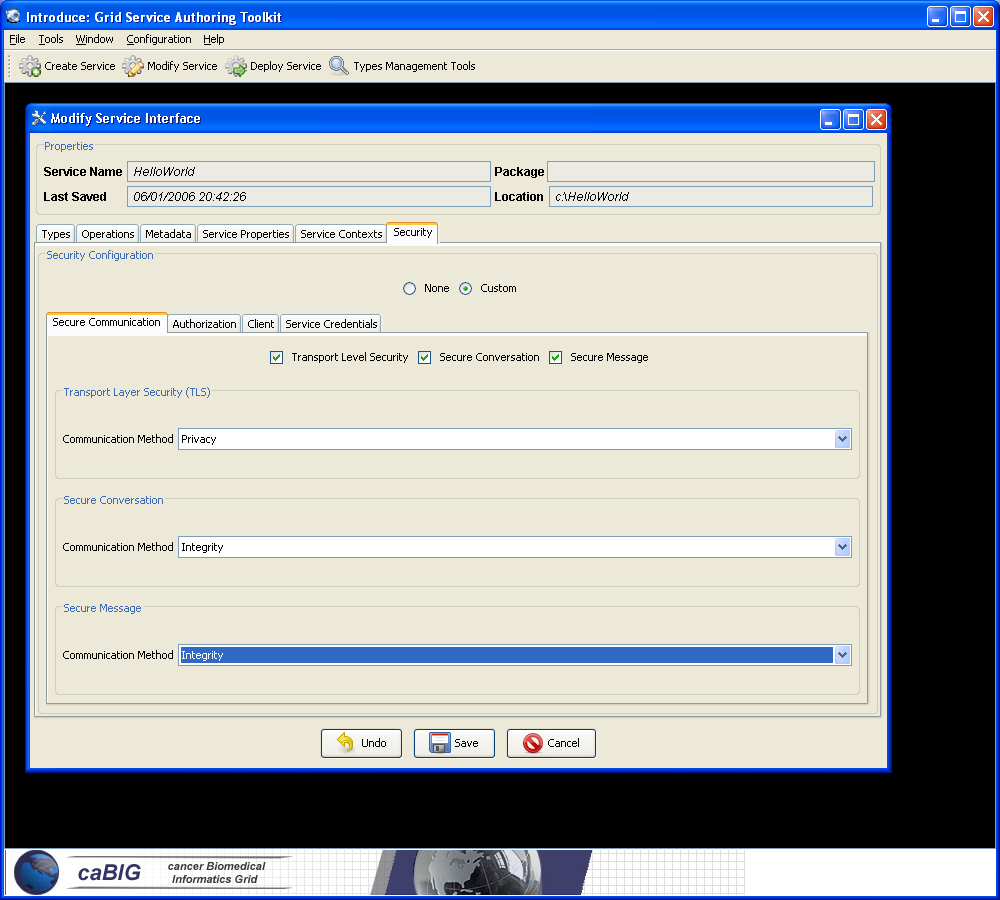 Introduce: Grid Service Authoring Toolkit
File Tools Window Configuration Help
Create Service Modify Service Deploy Service Types Management Tools
Modify Service Interface
Properties
Service Name HelloWorld Package
Last Saved 06/01/2006 20:42:26 Location c:\HelloWorld
Types Operations Metadata Service Properties Service Contexts Security
Security Configuration
None Custom
Secure Communication Authorization Client Service Credentials
Transport Level Security Secure Conversation Secure Message
Transport Layer Security (TLS)
Communication Method Privacy
Secure Conversation
Communication Method Integrity
Secure Message
Communication Method Integrity
Undo Save Cancel
caBIG cancer Biomedical
Informatics Grid